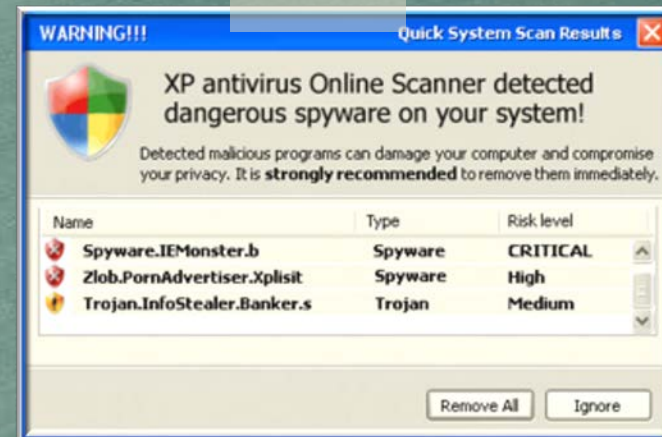 WARNING!!!
Quick System Scan Results
XP antivirus Online Scanner detected
dangerous spyware on your system!
Detected malicious programs can damage your computer and compromise
your privacy. It is strongly recommended to remove them immediately.
Name Type Risk level
Spyware.IEMonster.b Spyware CRITICAL
Zlob.PornAdvertiser.Xplisit Spyware High
Trojan.InfoStealer.Banker.s Trojan Medium
Remove All Ignore